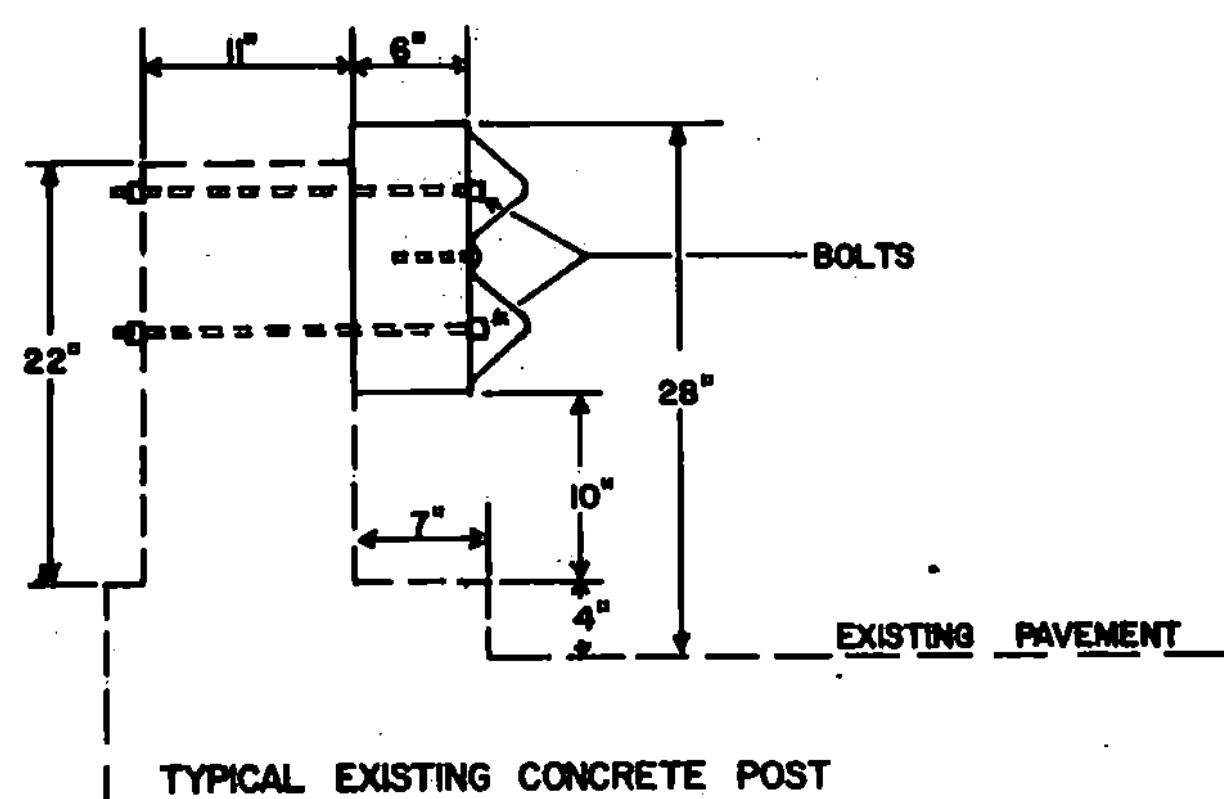 11" 6"
BOLTS
22"
28"
10"
7"
4"
EXISTING PAVEMENT
TYPICAL EXISTING CONCRETE POST